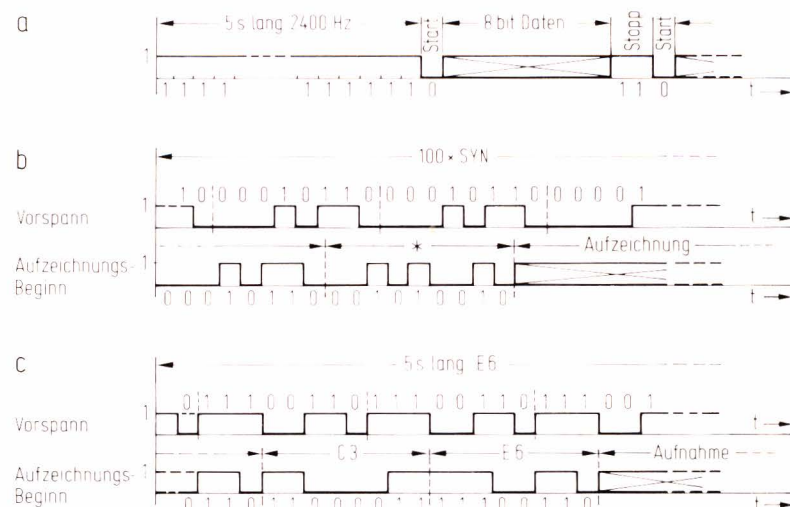 a
5s lang 2400 Hz
Start
8 bit Daten
Stopp
Start
1
1 1 1 1 1 1 1 1 1 1 0 1 1 0 t
b
100 × SYN
1 0 0 0 0 1 0 1 1 0 0 0 0 1 0 1 1 0 0 0 0 1
Vorspann 1 t
* Aufzeichnung
Aufzeichnungs-Beginn 1
0 0 0 1 0 1 1 0 0 0 1 0 1 0 0 1 0 t
c
5s lang E6
0 1 1 1 0 0 1 1 0 1 1 1 0 0 1 1 0 1 1 1 0 0 1
Vorspann 1 t
C3 E6 Aufnahme
Aufzeichnungs-Beginn 1
0 1 1 0 1 1 0 0 0 0 1 1 1 1 1 0 0 1 1 0 t